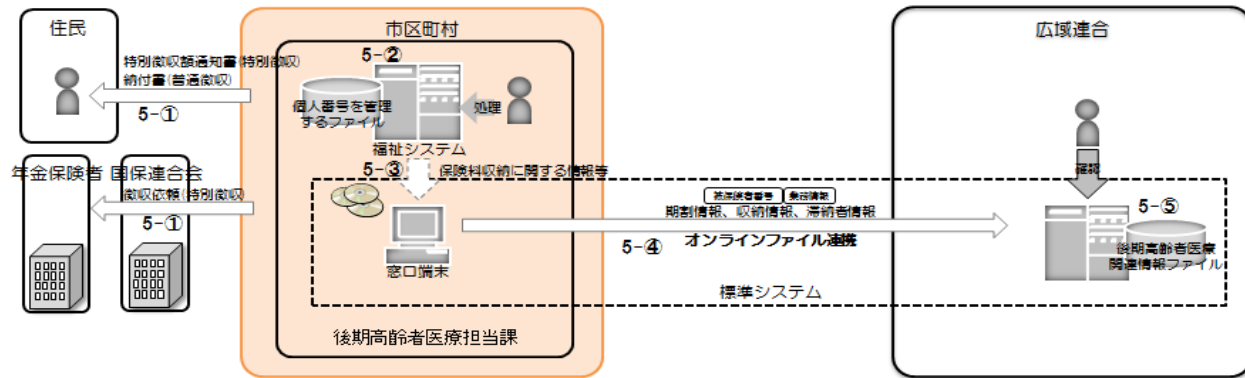 住民
市区町村
広域連合
特別徴収額通知書(特別徴収)
納付書(普通徴収)
5-①
5-②
個人番号を管理
するファイル
処理
福祉システム
年金保険者
国保連合会
徴収依頼(特別徴収)
5-①
5-③
保険料収納に関する情報等
被保険者番号
業務情報
期割情報、収納情報、滞納者情報
5-④
オンラインファイル連携
窓口端末
確認
5-⑤
後期高齢者医療
関連情報ファイル
標準システム
後期高齢者医療担当課